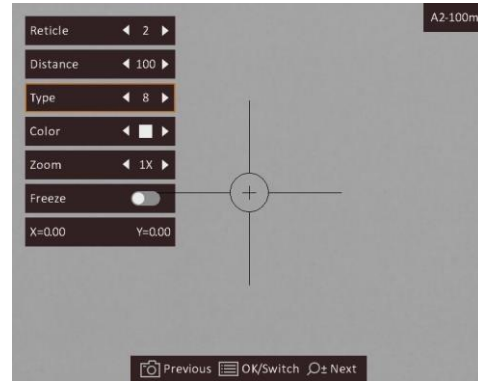 A2-100m
Reticle 2
Distance 100
Type 8
Color
Zoom 1X
Freeze
X=0.00 Y=0.00
Previous OK/Switch Next